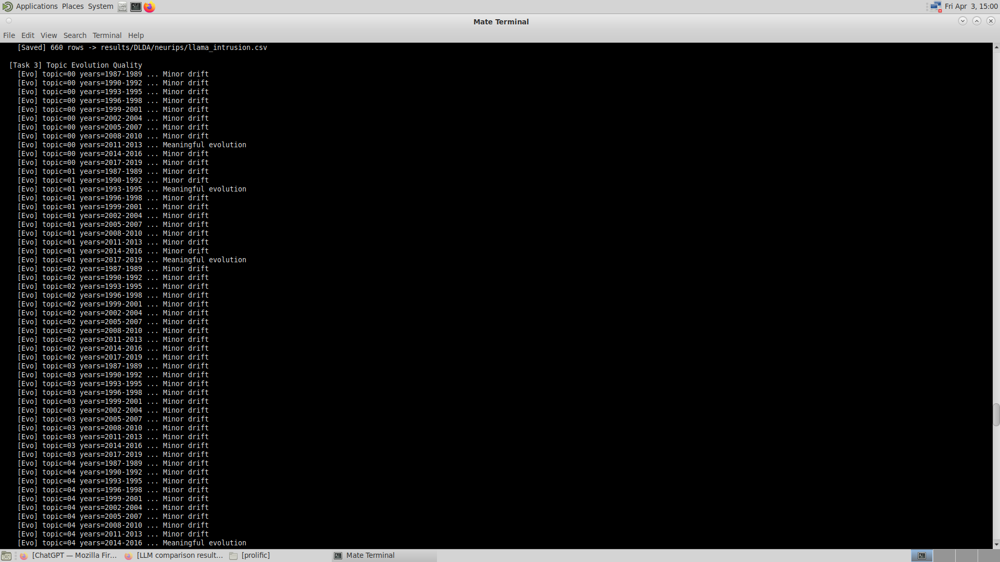 Applications Places System Fri Apr 3, 15:00
Mate Terminal
File Edit View Search Terminal Help
[Saved] 660 rows -> results/DLDA/neurips/llama_intrusion.csv
[Task 3] Topic Evolution Quality
[Evo] topic=00 years=1987-1989 ... Minor drift
[Evo] topic=00 years=1990-1992 ... Minor drift
[Evo] topic=00 years=1993-1995 ... Minor drift
[Evo] topic=00 years=1996-1998 ... Minor drift
[Evo] topic=00 years=1999-2001 ... Minor drift
[Evo] topic=00 years=2002-2004 ... Minor drift
[Evo] topic=00 years=2005-2007 ... Minor drift
[Evo] topic=00 years=2008-2010 ... Minor drift
[Evo] topic=00 years=2011-2013 ... Meaningful evolution
[Evo] topic=00 years=2014-2016 ... Minor drift
[Evo] topic=00 years=2017-2019 ... Minor drift
[Evo] topic=01 years=1987-1989 ... Minor drift
[Evo] topic=01 years=1990-1992 ... Minor drift
[Evo] topic=01 years=1993-1995 ... Meaningful evolution
[Evo] topic=01 years=1996-1998 ... Minor drift
[Evo] topic=01 years=1999-2001 ... Minor drift
[Evo] topic=01 years=2002-2004 ... Minor drift
[Evo] topic=01 years=2005-2007 ... Minor drift
[Evo] topic=01 years=2008-2010 ... Minor drift
[Evo] topic=01 years=2011-2013 ... Minor drift
[Evo] topic=01 years=2014-2016 ... Minor drift
[Evo] topic=01 years=2017-2019 ... Meaningful evolution
[Evo] topic=02 years=1987-1989 ... Minor drift
[Evo] topic=02 years=1990-1992 ... Minor drift
[Evo] topic=02 years=1993-1995 ... Minor drift
[Evo] topic=02 years=1996-1998 ... Minor drift
[Evo] topic=02 years=1999-2001 ... Minor drift
[Evo] topic=02 years=2002-2004 ... Minor drift
[Evo] topic=02 years=2005-2007 ... Minor drift
[Evo] topic=02 years=2008-2010 ... Minor drift
[Evo] topic=02 years=2011-2013 ... Minor drift
[Evo] topic=02 years=2014-2016 ... Minor drift
[Evo] topic=02 years=2017-2019 ... Minor drift
[Evo] topic=03 years=1987-1989 ... Minor drift
[Evo] topic=03 years=1990-1992 ... Minor drift
[Evo] topic=03 years=1993-1995 ... Minor drift
[Evo] topic=03 years=1996-1998 ... Minor drift
[Evo] topic=03 years=1999-2001 ... Minor drift
[Evo] topic=03 years=2002-2004 ... Minor drift
[Evo] topic=03 years=2005-2007 ... Minor drift
[Evo] topic=03 years=2008-2010 ... Minor drift
[Evo] topic=03 years=2011-2013 ... Minor drift
[Evo] topic=03 years=2014-2016 ... Minor drift
[Evo] topic=03 years=2017-2019 ... Minor drift
[Evo] topic=04 years=1987-1989 ... Minor drift
[Evo] topic=04 years=1990-1992 ... Minor drift
[Evo] topic=04 years=1993-1995 ... Minor drift
[Evo] topic=04 years=1996-1998 ... Minor drift
[Evo] topic=04 years=1999-2001 ... Minor drift
[Evo] topic=04 years=2002-2004 ... Minor drift
[Evo] topic=04 years=2005-2007 ... Minor drift
[Evo] topic=04 years=2008-2010 ... Minor drift
[Evo] topic=04 years=2011-2013 ... Minor drift
[Evo] topic=04 years=2014-2016 ... Meaningful evolution
[ChatGPT — Mozilla Fir... [LLM comparison result... [prolific] Mate Terminal